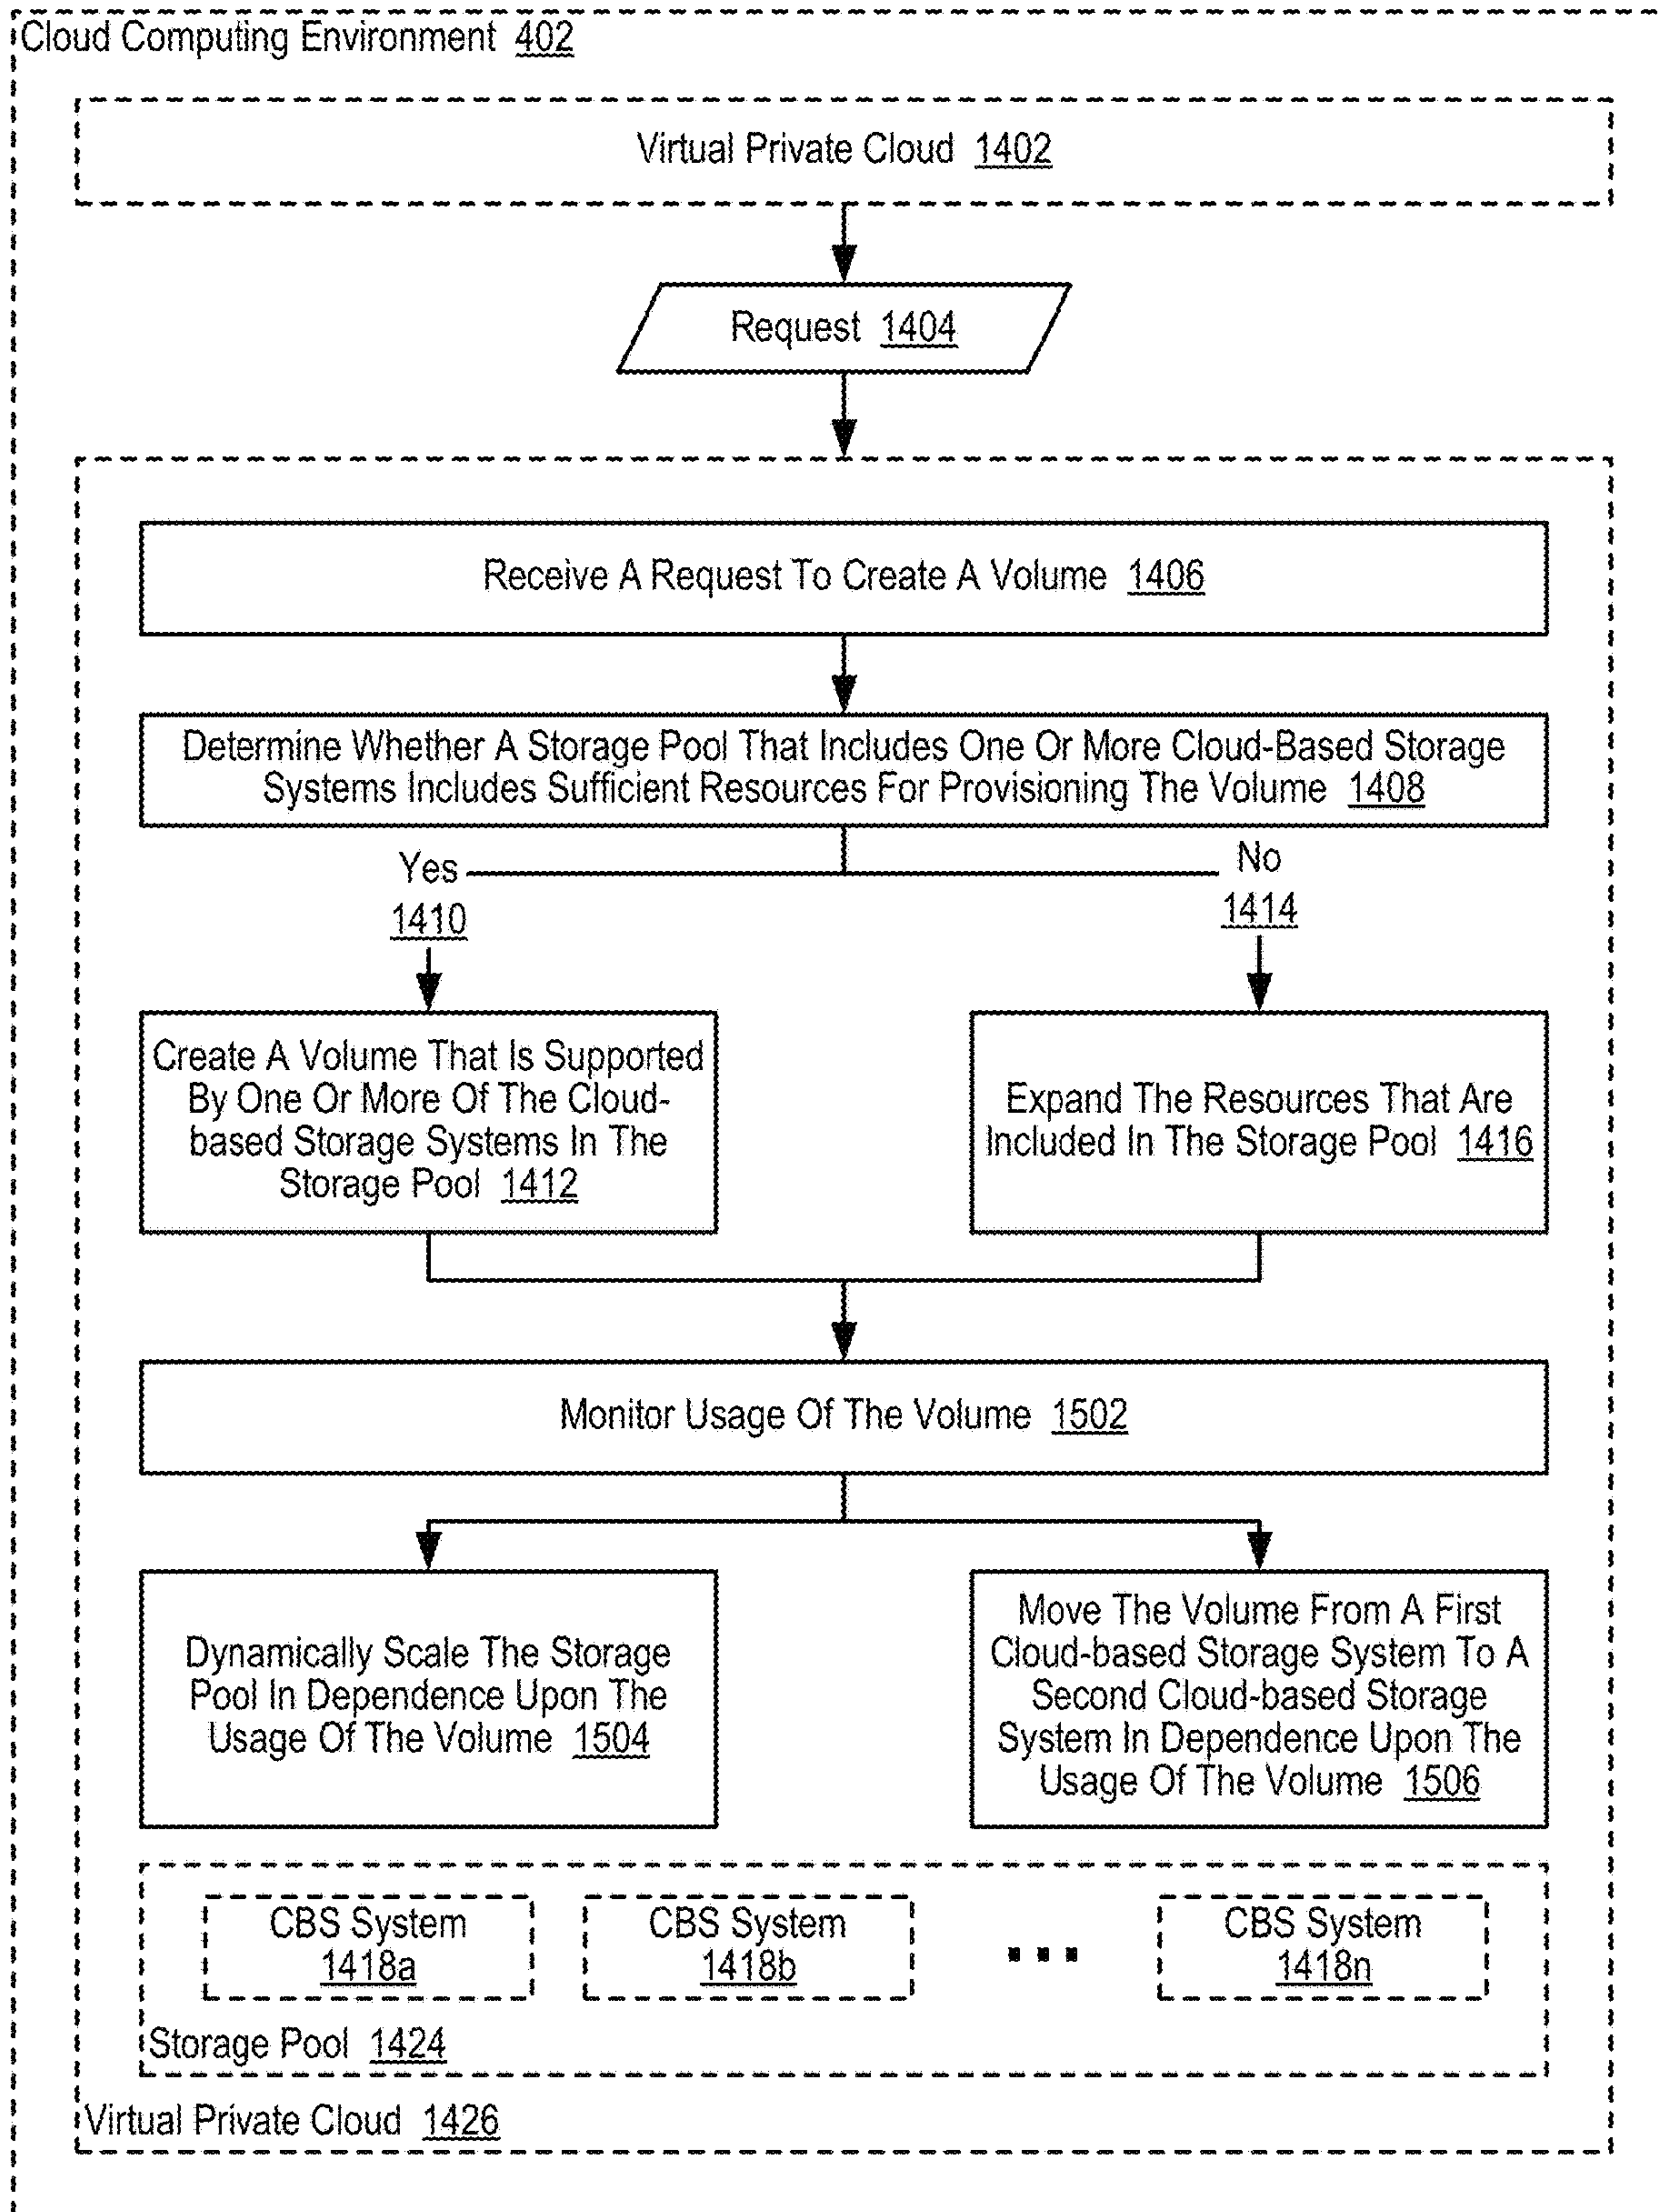 Cloud Computing Environment 402
Virtual Private Cloud 1402
Request 1404
Receive A Request To Create A Volume 1406
Determine Whether A Storage Pool That Includes One Or More Cloud-Based Storage
Systems Includes Sufficient Resources For Provisioning The Volume 1408
Yes
1410
No
1414
Create A Volume That Is Supported
By One Or More Of The Cloud-
based Storage Systems In The
Storage Pool 1412
Expand The Resources That Are
Included In The Storage Pool 1416
Monitor Usage Of The Volume 1502
Dynamically Scale The Storage
Pool In Dependence Upon The
Usage Of The Volume 1504
Move The Volume From A First
Cloud-based Storage System To A
Second Cloud-based Storage
System In Dependence Upon The
Usage Of The Volume 1506
CBS System
1418a
CBS System
1418b
...
CBS System
1418n
Storage Pool 1424
Virtual Private Cloud 1426